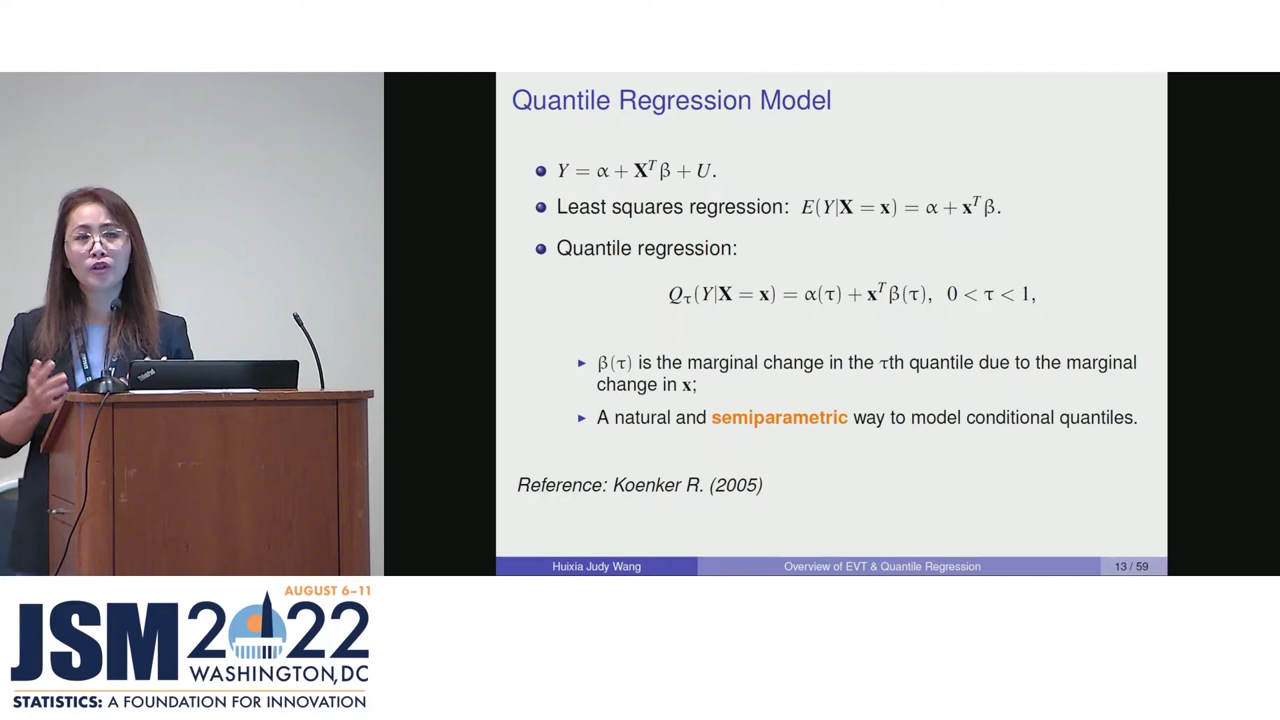 Quantile Regression Model
Y = α + X^T β + U.
Least squares regression: E(Y|X = x) = α + x^T β.
Quantile regression:
Q_τ(Y|X = x) = α(τ) + x^T β(τ), 0 < τ < 1,
β(τ) is the marginal change in the τth quantile due to the marginal
change in x;
A natural and semiparametric way to model conditional quantiles.
Reference: Koenker R. (2005)
Huixia Judy Wang
Overview of EVT & Quantile Regression
13 / 59
ThinkPad
AUGUST 6–11
JSM 2022
WASHINGTON, DC
STATISTICS: A FOUNDATION FOR INNOVATION